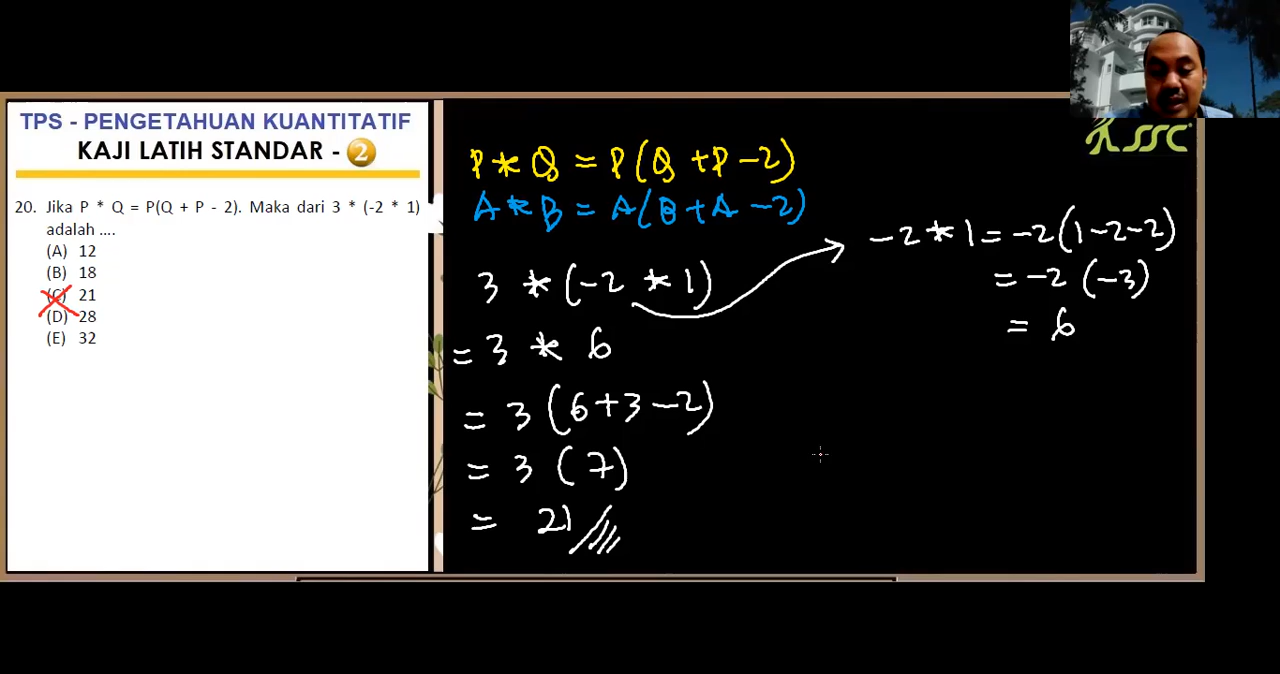 TPS - PENGETAHUAN KUANTITATIF
KAJI LATIH STANDAR - 2
20. Jika P * Q = P(Q + P - 2). Maka dari 3 * (-2 * 1)
adalah ....
(A) 12
(B) 18
(C) 21
(D) 28
(E) 32
P * Q = P(Q + P - 2)
A * B = A(B + A - 2)
3 * (-2 * 1)
= 3 * 6
= 3 (6 + 3 - 2)
= 3 (7)
= 21
-2 * 1 = -2(1 - 2 - 2)
= -2 (-3)
= 6
SSC